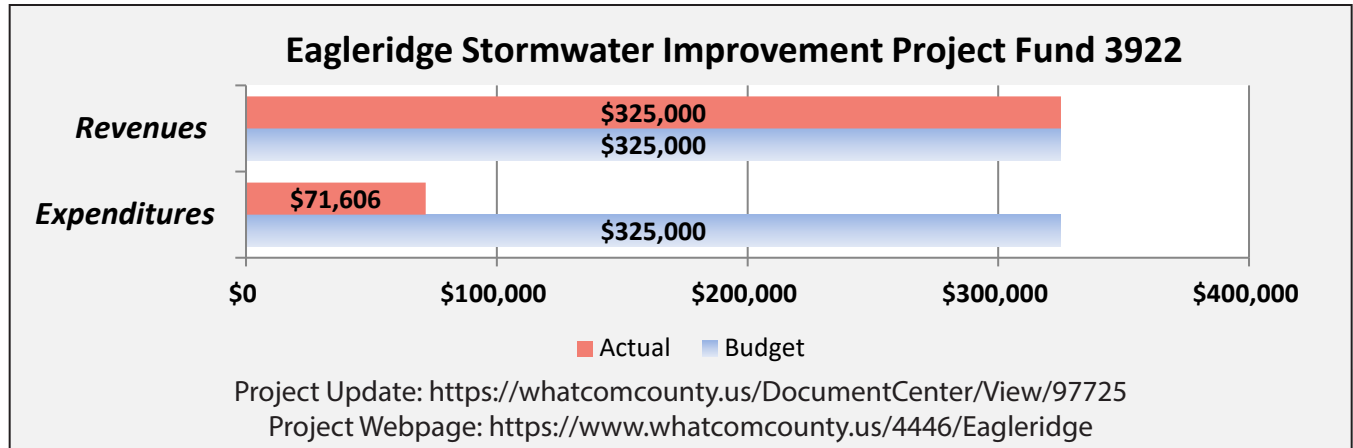 Eagleridge Stormwater Improvement Project Fund 3922
Revenues
$325,000
$325,000
Expenditures
$71,606
$325,000
$0 $100,000 $200,000 $300,000 $400,000
Actual Budget
Project Update: https://whatcomcounty.us/DocumentCenter/View/97725
Project Webpage: https://www.whatcomcounty.us/4446/Eagleridge